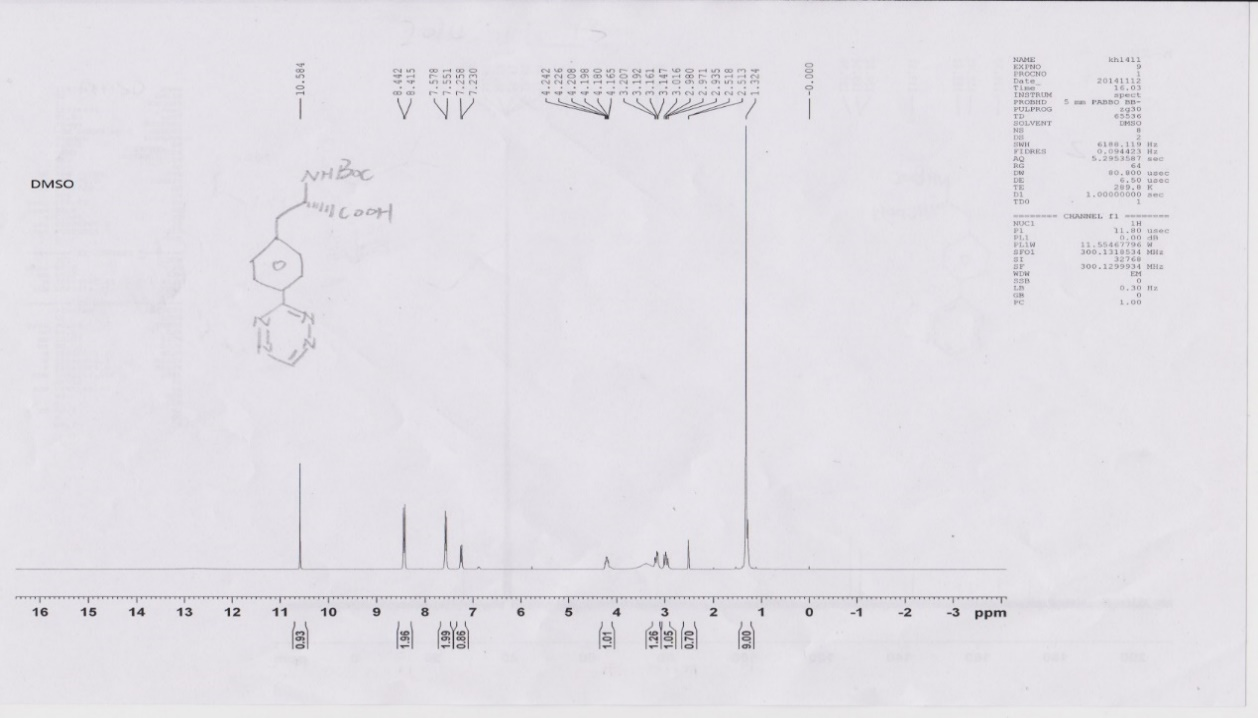 10.584
8.442
8.415
7.578
7.551
7.258
7.230
4.242
4.226
4.208
4.198
4.180
4.165
3.207
3.192
3.161
3.147
3.016
2.980
2.971
2.935
2.518
2.513
1.324
-0.000
DMSO
NHBoc
COOH
O
N N
N N
NAME kh1411
EXPNO 9
PROCNO 1
Date_ 20141112
Time 16.03
INSTRUM spect
PROBHD 5 mm PABBO BB-
PULPROG zg30
TD 65536
SOLVENT DMSO
NS 8
DS 2
SWH 6188.119 Hz
FIDRES 0.094423 Hz
AQ 5.2953587 sec
RG 64
DW 80.800 usec
DE 6.50 usec
TE 289.8 K
D1 1.00000000 sec
TD0 1
======== CHANNEL f1 ========
NUC1 1H
P1 11.80 usec
PL1 0.00 dB
PL1W 11.55467796 W
SFO1 300.1318534 MHz
SI 32768
SF 300.1299934 MHz
WDW EM
SSB 0
LB 0.30 Hz
GB 0
PC 1.00
16 15 14 13 12 11 10 9 8 7 6 5 4 3 2 1 0 -1 -2 -3 ppm
0.93 1.96 1.99 0.86 1.01 1.26 1.05 0.70 9.00